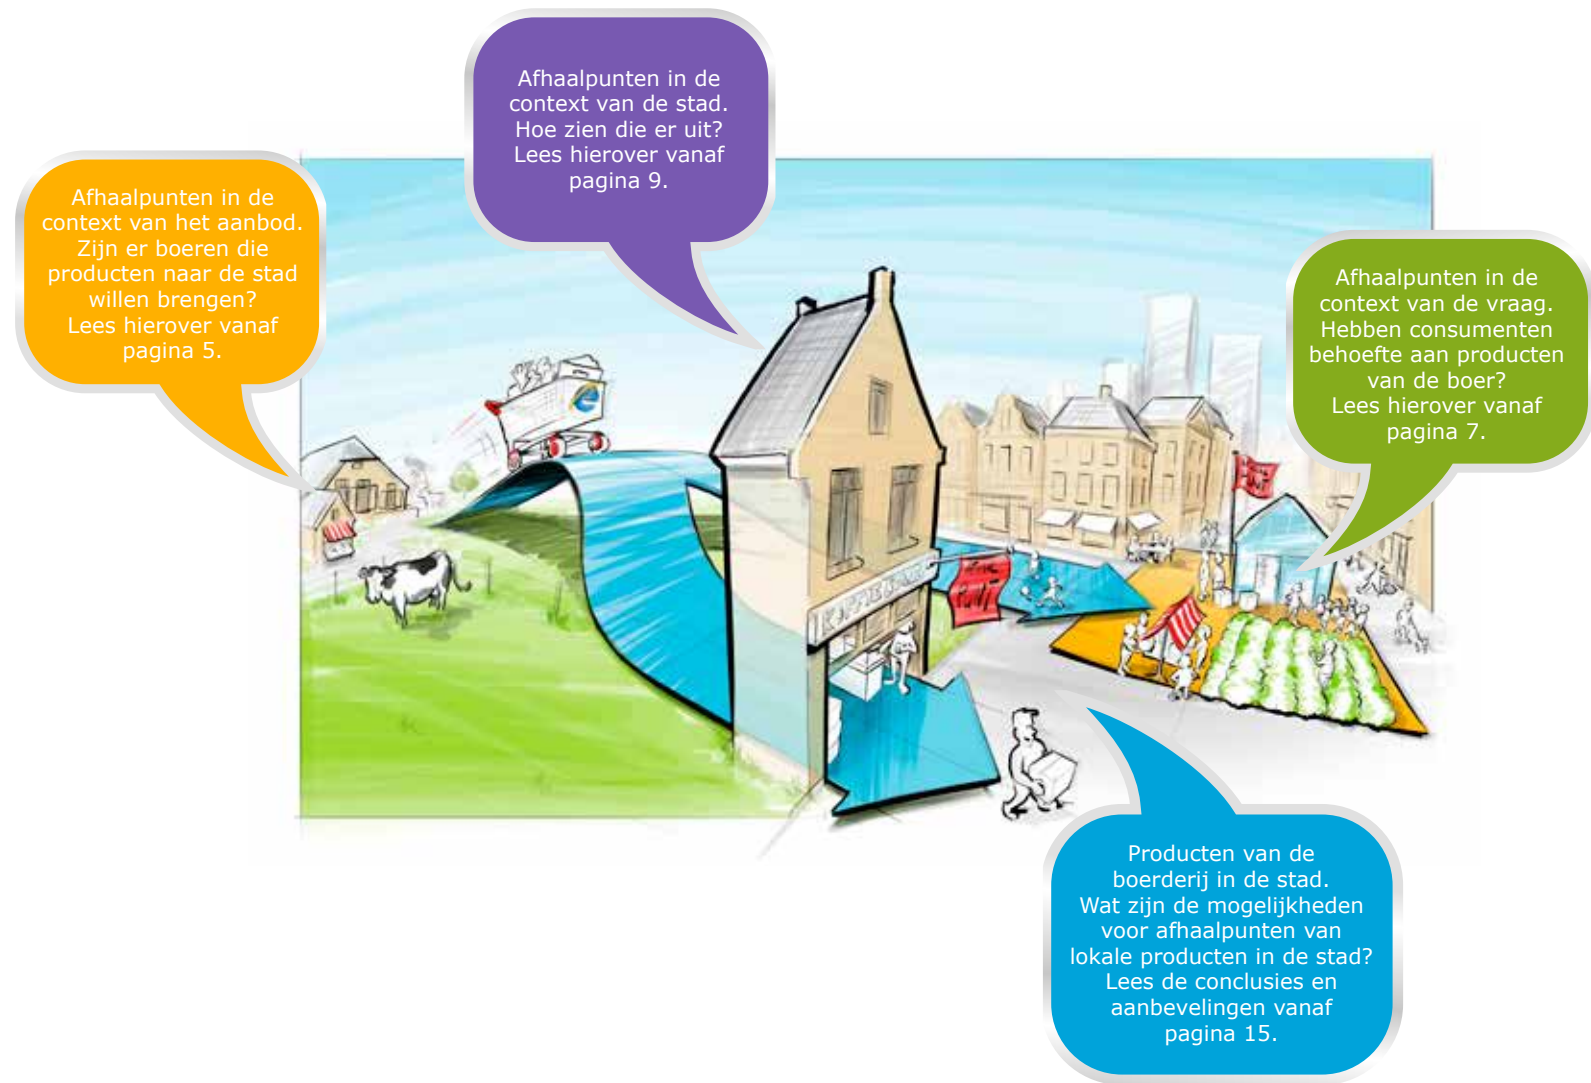 Afhaalpunten in de
context van de stad.
Hoe zien die er uit?
Lees hierover vanaf
pagina 9.
Afhaalpunten in de
context van het aanbod.
Zijn er boeren die
producten naar de stad
willen brengen?
Lees hierover vanaf
pagina 5.
Afhaalpunten in de
context van de vraag.
Hebben consumenten
behoefte aan producten
van de boer?
Lees hierover vanaf
pagina 7.
Producten van de
boerderij in de stad.
Wat zijn de mogelijkheden
voor afhaalpunten van
lokale producten in de stad?
Lees de conclusies en
aanbevelingen vanaf
pagina 15.